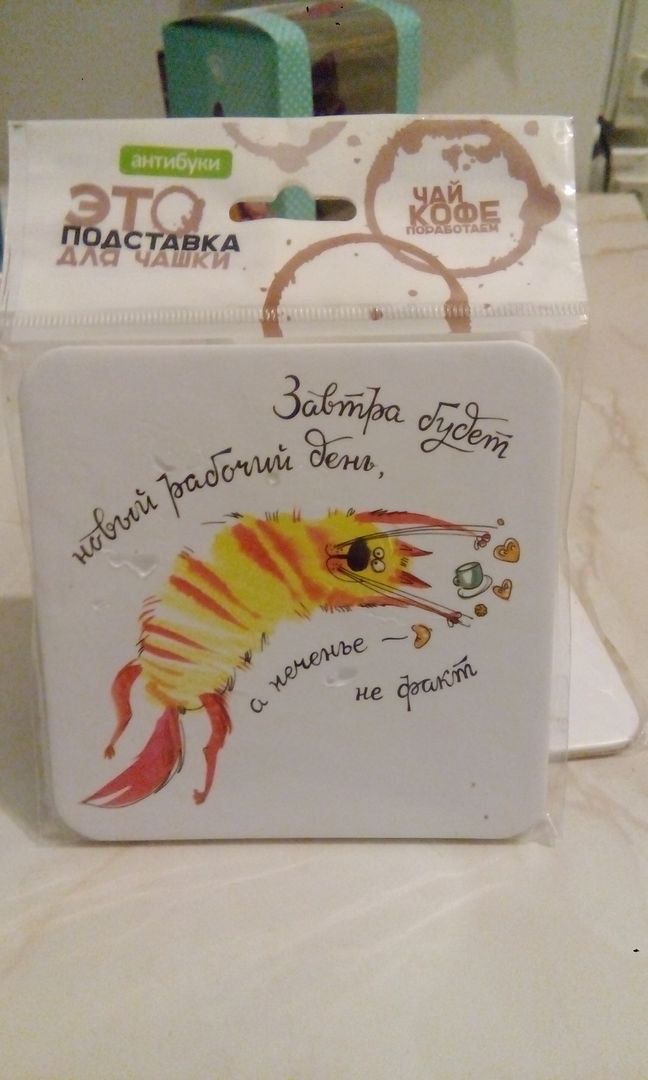 антибуки
ЭТО
ПОДСТАВКА
ДЛЯ ЧАШКИ
ЧАЙ
КОФЕ
ПОРАБОТАЕМ
Завтра будет
новый рабочий день,
а печенье –
не факт